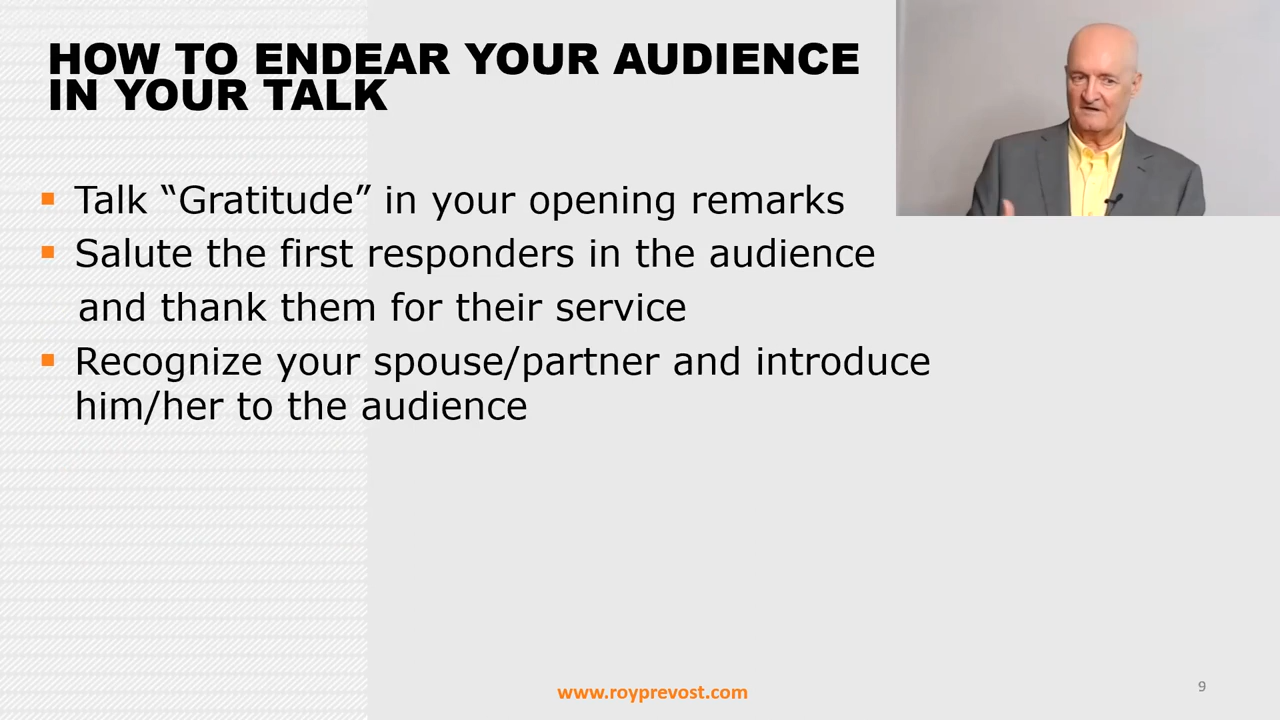 HOW TO ENDEAR YOUR AUDIENCE
IN YOUR TALK
Talk “Gratitude” in your opening remarks
Salute the first responders in the audience
and thank them for their service
Recognize your spouse/partner and introduce
him/her to the audience
www.royprevost.com
9